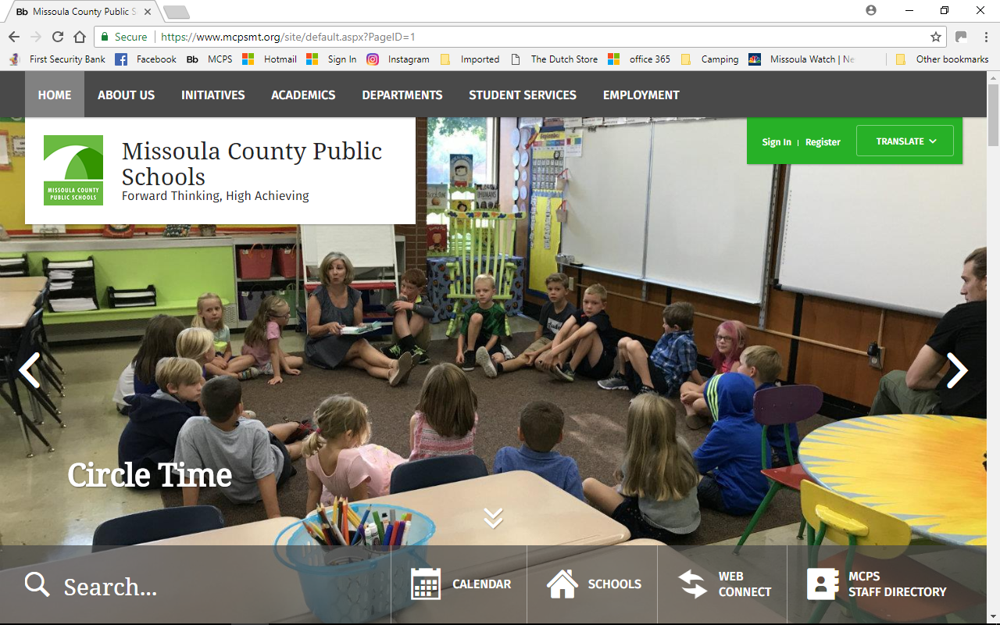 Bb Missoula County Public S
Secure
https://www.mcpsmt.org/site/default.aspx?PageID=1
First Security Bank
Facebook
Bb MCPS
Hotmail
Sign In
Instagram
Imported
The Dutch Store
office 365
Camping
Missoula Watch | Ne
Other bookmarks
HOME
ABOUT US
INITIATIVES
ACADEMICS
DEPARTMENTS
STUDENT SERVICES
EMPLOYMENT
MISSOULA COUNTY
PUBLIC SCHOOLS
Missoula County Public
Schools
Forward Thinking, High Achieving
Sign In | Register
TRANSLATE
Circle Time
Search...
CALENDAR
SCHOOLS
WEB
CONNECT
MCPS
STAFF DIRECTORY